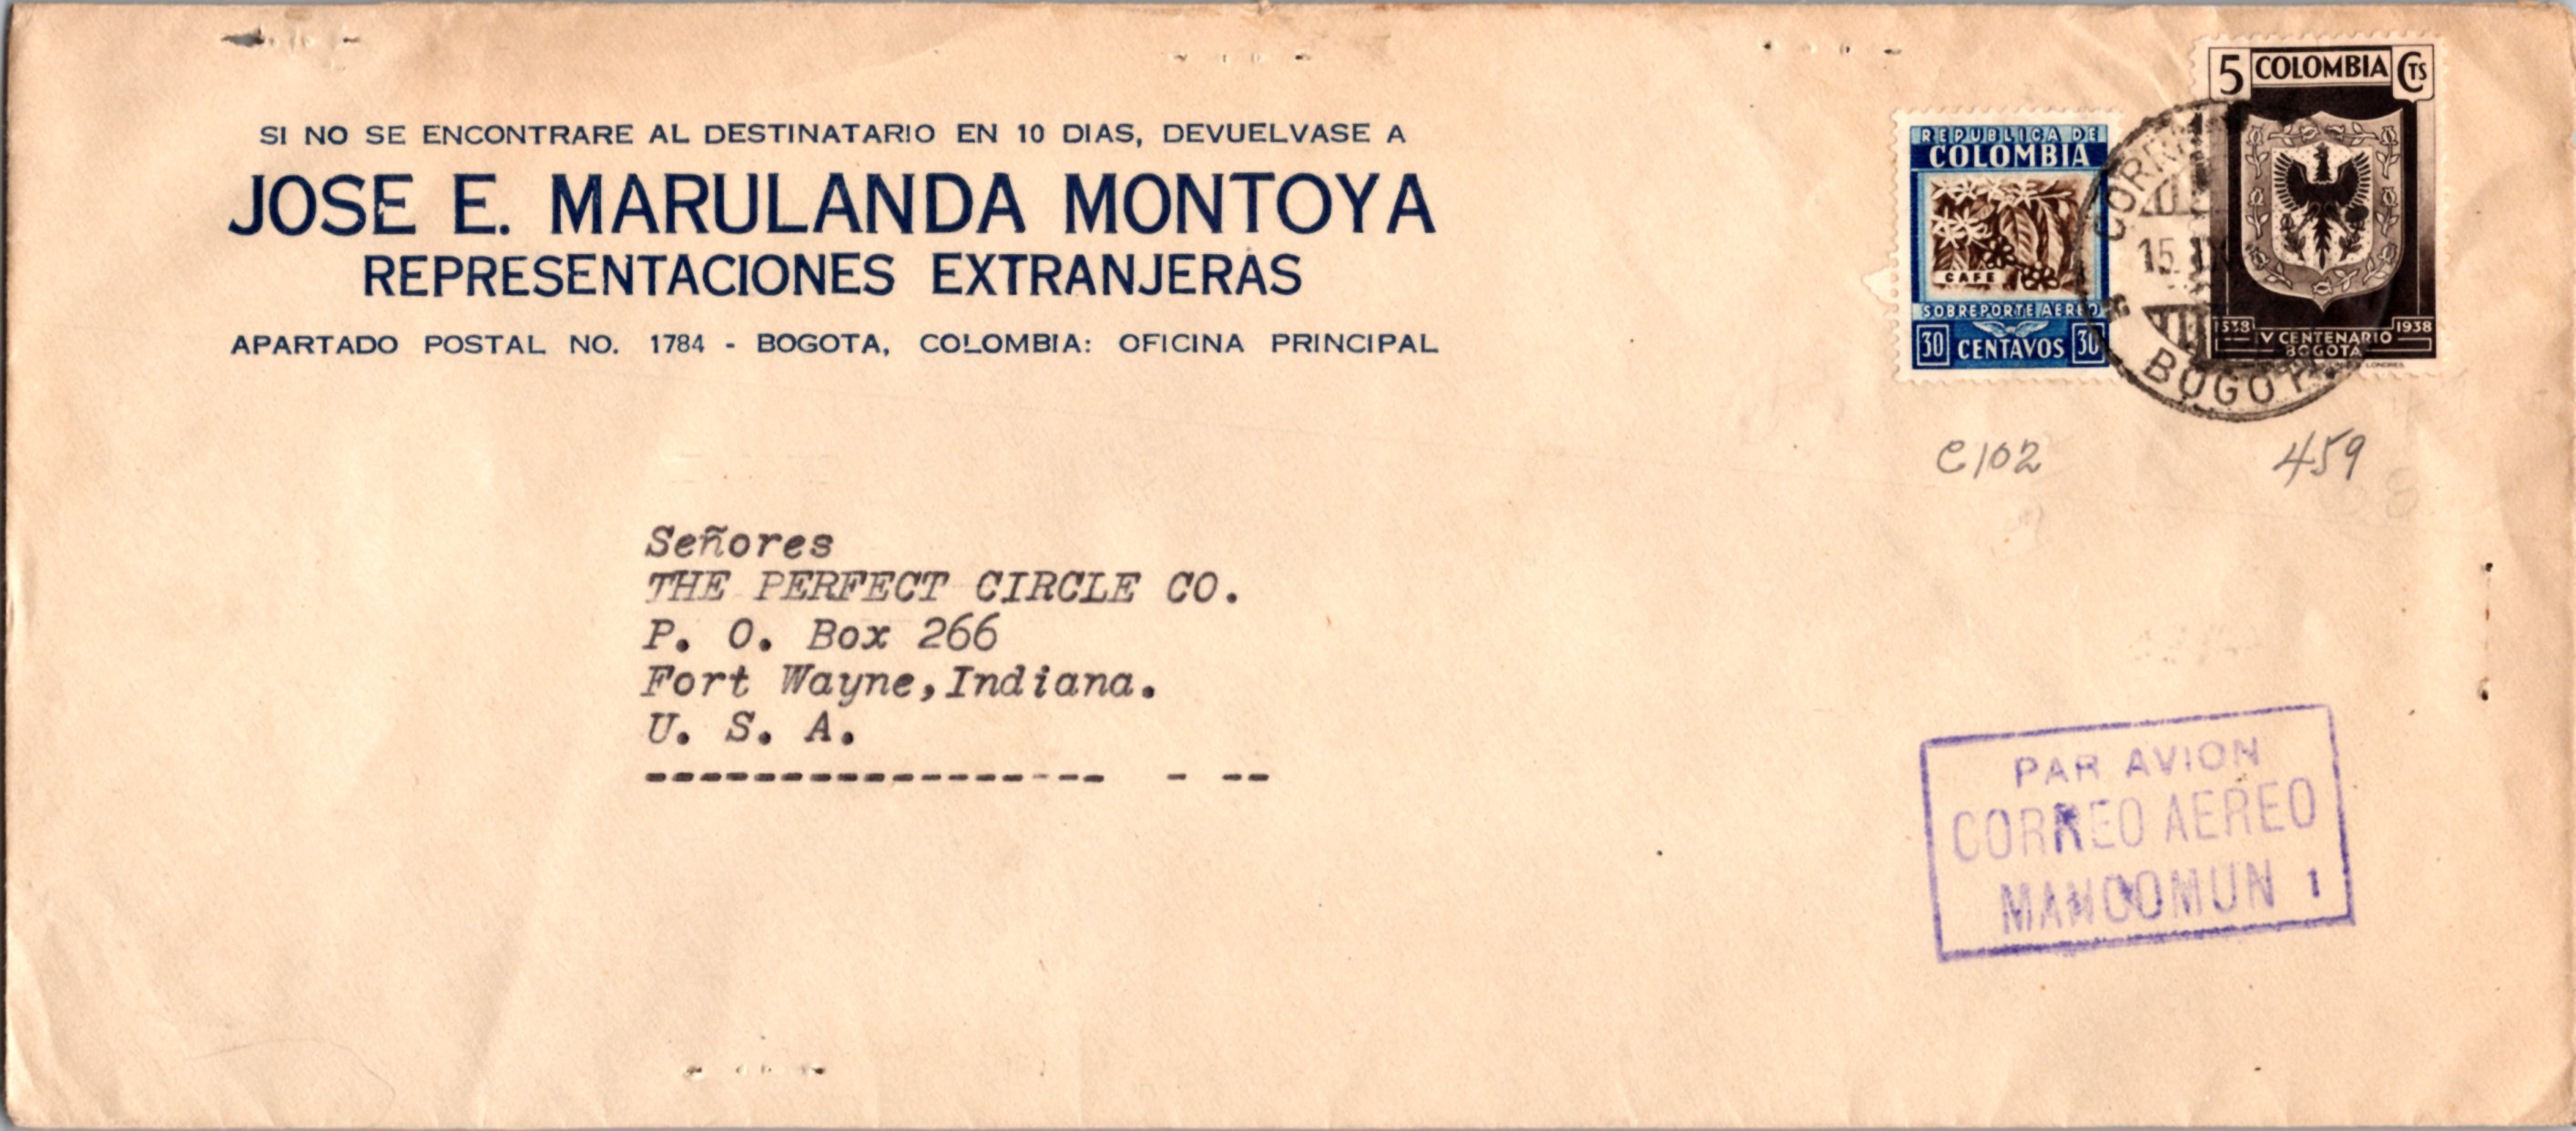 SI NO SE ENCONTRARE AL DESTINATARIO EN 10 DIAS, DEVUELVASE A
JOSE E. MARULANDA MONTOYA
REPRESENTACIONES EXTRANJERAS
APARTADO POSTAL NO. 1784 - BOGOTA, COLOMBIA: OFICINA PRINCIPAL
REPUBLICA DE
COLOMBIA
CAFE
SOBREPORTE AEREO
30 CENTAVOS 30
5 COLOMBIA CTS
1538 1938
V CENTENARIO
BOGOTA
LONDRES
15
C102
459
Señores
THE PERFECT CIRCLE CO.
P. O. Box 266
Fort Wayne, Indiana.
U. S. A.
------------------ - --
PAR AVION
CORREO AEREO
MANCOMUN 1